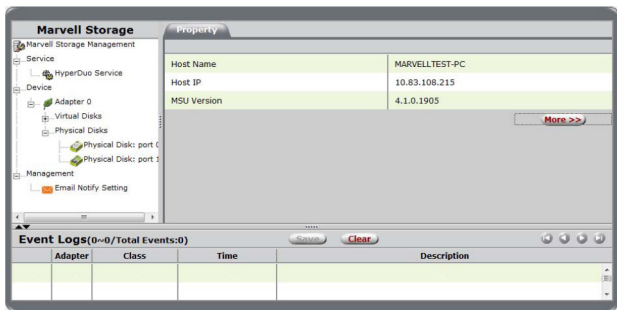 Marvell Storage
Property
Marvell Storage Management
Service
HyperDuo Service
Device
Adapter 0
Virtual Disks
Physical Disks
Physical Disk: port 0
Physical Disk: port 1
Management
Email Notify Setting
Host Name MARVELLTEST-PC
Host IP 10.83.108.215
MSU Version 4.1.0.1905
More >>
Event Logs(0~0/Total Events:0) Save Clear
Adapter Class Time Description